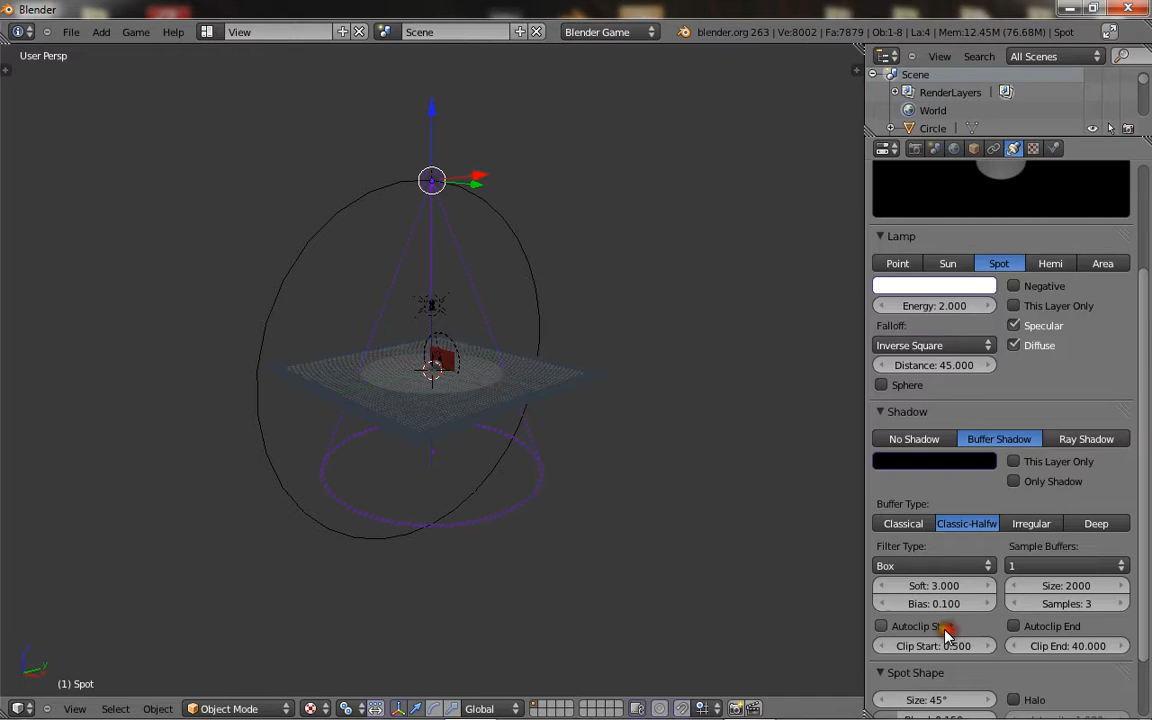 Blender
File Add Game Help View Scene Blender Game blender.org 263 | Ve:8002 | Fa:7879 | Ob:1-8 | La:4 | Mem:12.45M (76.68M) | Spot
User Persp
View Search All Scenes
Scene
RenderLayers
World
Circle
Lamp
Point Sun Spot Hemi Area
Negative
Energy: 2.000 This Layer Only
Falloff: Specular
Inverse Square Diffuse
Distance: 45.000
Sphere
Shadow
No Shadow Buffer Shadow Ray Shadow
This Layer Only
Only Shadow
Buffer Type:
Classical Classic-Halfw Irregular Deep
Filter Type: Sample Buffers:
Box 1
Soft: 3.000 Size: 2000
Bias: 0.100 Samples: 3
Autoclip Autoclip End
Clip Start: 0.500 Clip End: 40.000
Spot Shape
Size: 45° Halo
z y
(1) Spot
View Select Object Object Mode Global